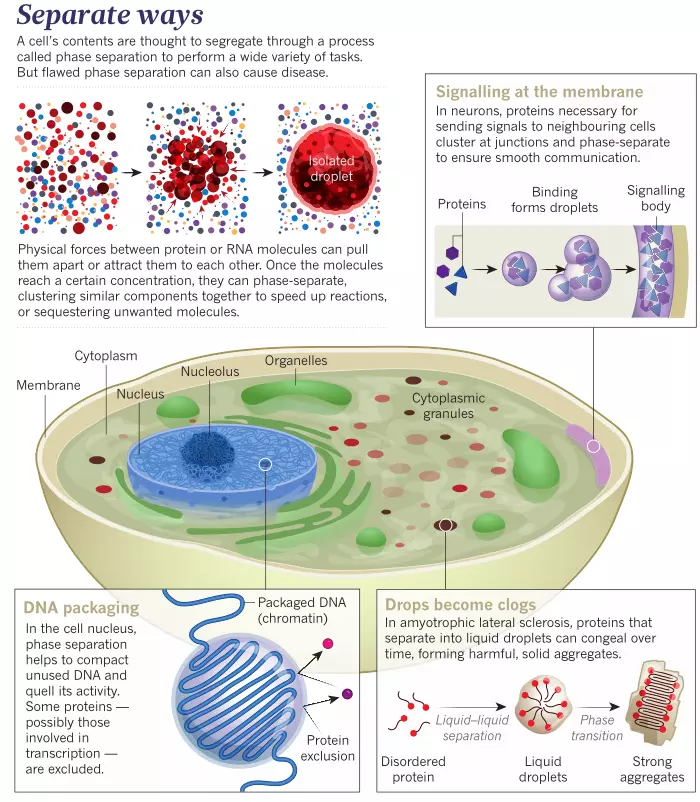 Separate ways
A cell's contents are thought to segregate through a process
called phase separation to perform a wide variety of tasks.
But flawed phase separation can also cause disease.
Isolated
droplet
Physical forces between protein or RNA molecules can pull
them apart or attract them to each other. Once the molecules
reach a certain concentration, they can phase-separate,
clustering similar components together to speed up reactions,
or sequestering unwanted molecules.
Signalling at the membrane
In neurons, proteins necessary for
sending signals to neighbouring cells
cluster at junctions and phase-separate
to ensure smooth communication.
Proteins
Binding
forms droplets
Signalling
body
Membrane
Cytoplasm
Nucleus
Nucleolus
Organelles
Cytoplasmic
granules
DNA packaging
In the cell nucleus,
phase separation
helps to compact
unused DNA and
quell its activity.
Some proteins —
possibly those
involved in
transcription —
are excluded.
Packaged DNA
(chromatin)
Protein
exclusion
Drops become clogs
In amyotrophic lateral sclerosis, proteins that
separate into liquid droplets can congeal over
time, forming harmful, solid aggregates.
Liquid–liquid
separation
Phase
transition
Disordered
protein
Liquid
droplets
Strong
aggregates